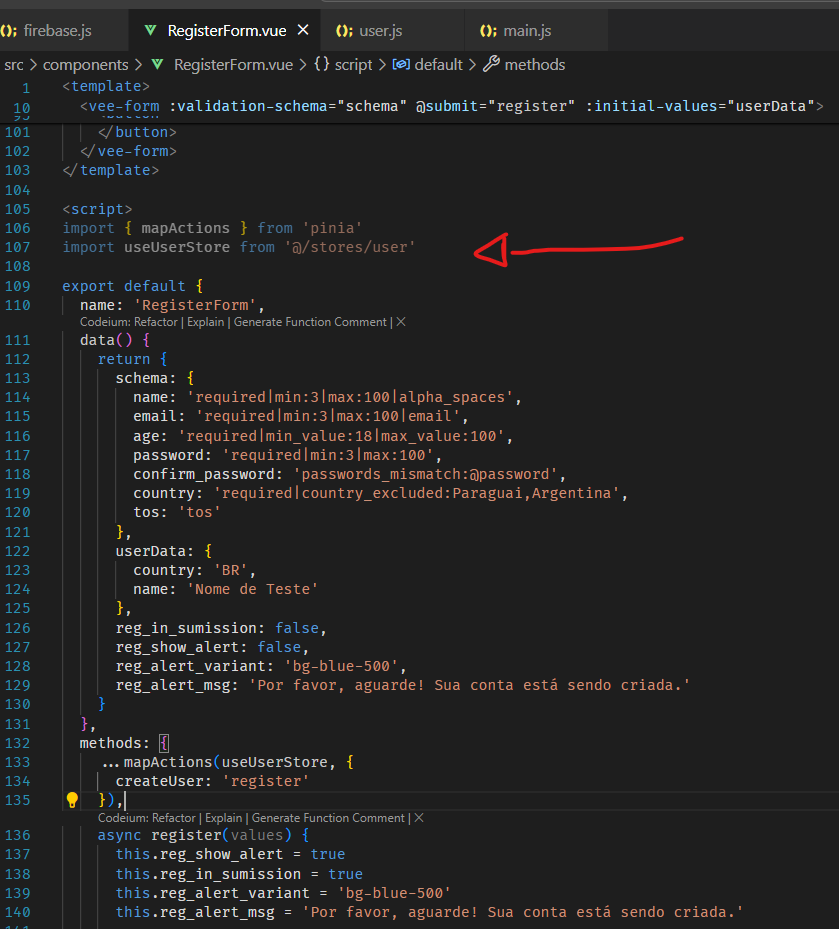 firebase.js RegisterForm.vue user.js main.js
src > components > RegisterForm.vue > {} script > default > methods
1 <template>
10 <vee-form :validation-schema="schema" @submit="register" :initial-values="userData">
101 </button>
102 </vee-form>
103 </template>
104
105 <script>
106 import { mapActions } from 'pinia'
107 import useUserStore from '@/stores/user'
108
109 export default {
110 name: 'RegisterForm',
Codeium: Refactor | Explain | Generate Function Comment | ×
111 data() {
112 return {
113 schema: {
114 name: 'required|min:3|max:100|alpha_spaces',
115 email: 'required|min:3|max:100|email',
116 age: 'required|min_value:18|max_value:100',
117 password: 'required|min:3|max:100',
118 confirm_password: 'passwords_mismatch:@password',
119 country: 'required|country_excluded:Paraguai,Argentina',
120 tos: 'tos'
121 },
122 userData: {
123 country: 'BR',
124 name: 'Nome de Teste'
125 },
126 reg_in_sumission: false,
127 reg_show_alert: false,
128 reg_alert_variant: 'bg-blue-500',
129 reg_alert_msg: 'Por favor, aguarde! Sua conta está sendo criada.'
130 }
131 },
132 methods: {
133 ...mapActions(useUserStore, {
134 createUser: 'register'
135 }),
Codeium: Refactor | Explain | Generate Function Comment | ×
136 async register(values) {
137 this.reg_show_alert = true
138 this.reg_in_sumission = true
139 this.reg_alert_variant = 'bg-blue-500'
140 this.reg_alert_msg = 'Por favor, aguarde! Sua conta está sendo criada.'